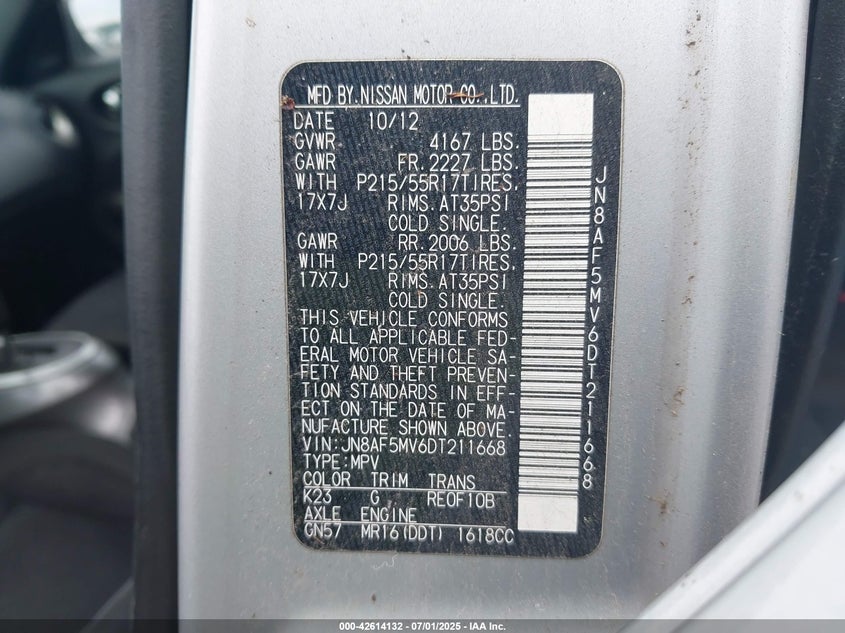 MFD BY.NISSAN MOTOR CO.,LTD.
DATE 10/12
GVWR 4167 LBS.
GAWR FR.2227 LBS.
WITH P215/55R17TIRES,
17X7J RIMS.AT35PSI
COLD SINGLE.
GAWR RR.2006 LBS.
WITH P215/55R17TIRES,
17X7J RIMS.AT35PSI
COLD SINGLE.
THIS VEHICLE CONFORMS
TO ALL APPLICABLE FED-
ERAL MOTOR VEHICLE SA-
FETY AND THEFT PREVEN-
TION STANDARDS IN EFF-
ECT ON THE DATE OF MA-
NUFACTURE SHOWN ABOVE.
VIN:JN8AF5MV6DT211668
TYPE:MPV
COLOR TRIM TRANS
K23 G RE0F10B
AXLE ENGINE
GN57 MR16(DDT) 1618CC
JN8AF5MV6DT211668
000-42614132 - 07/01/2025 - IAA Inc.